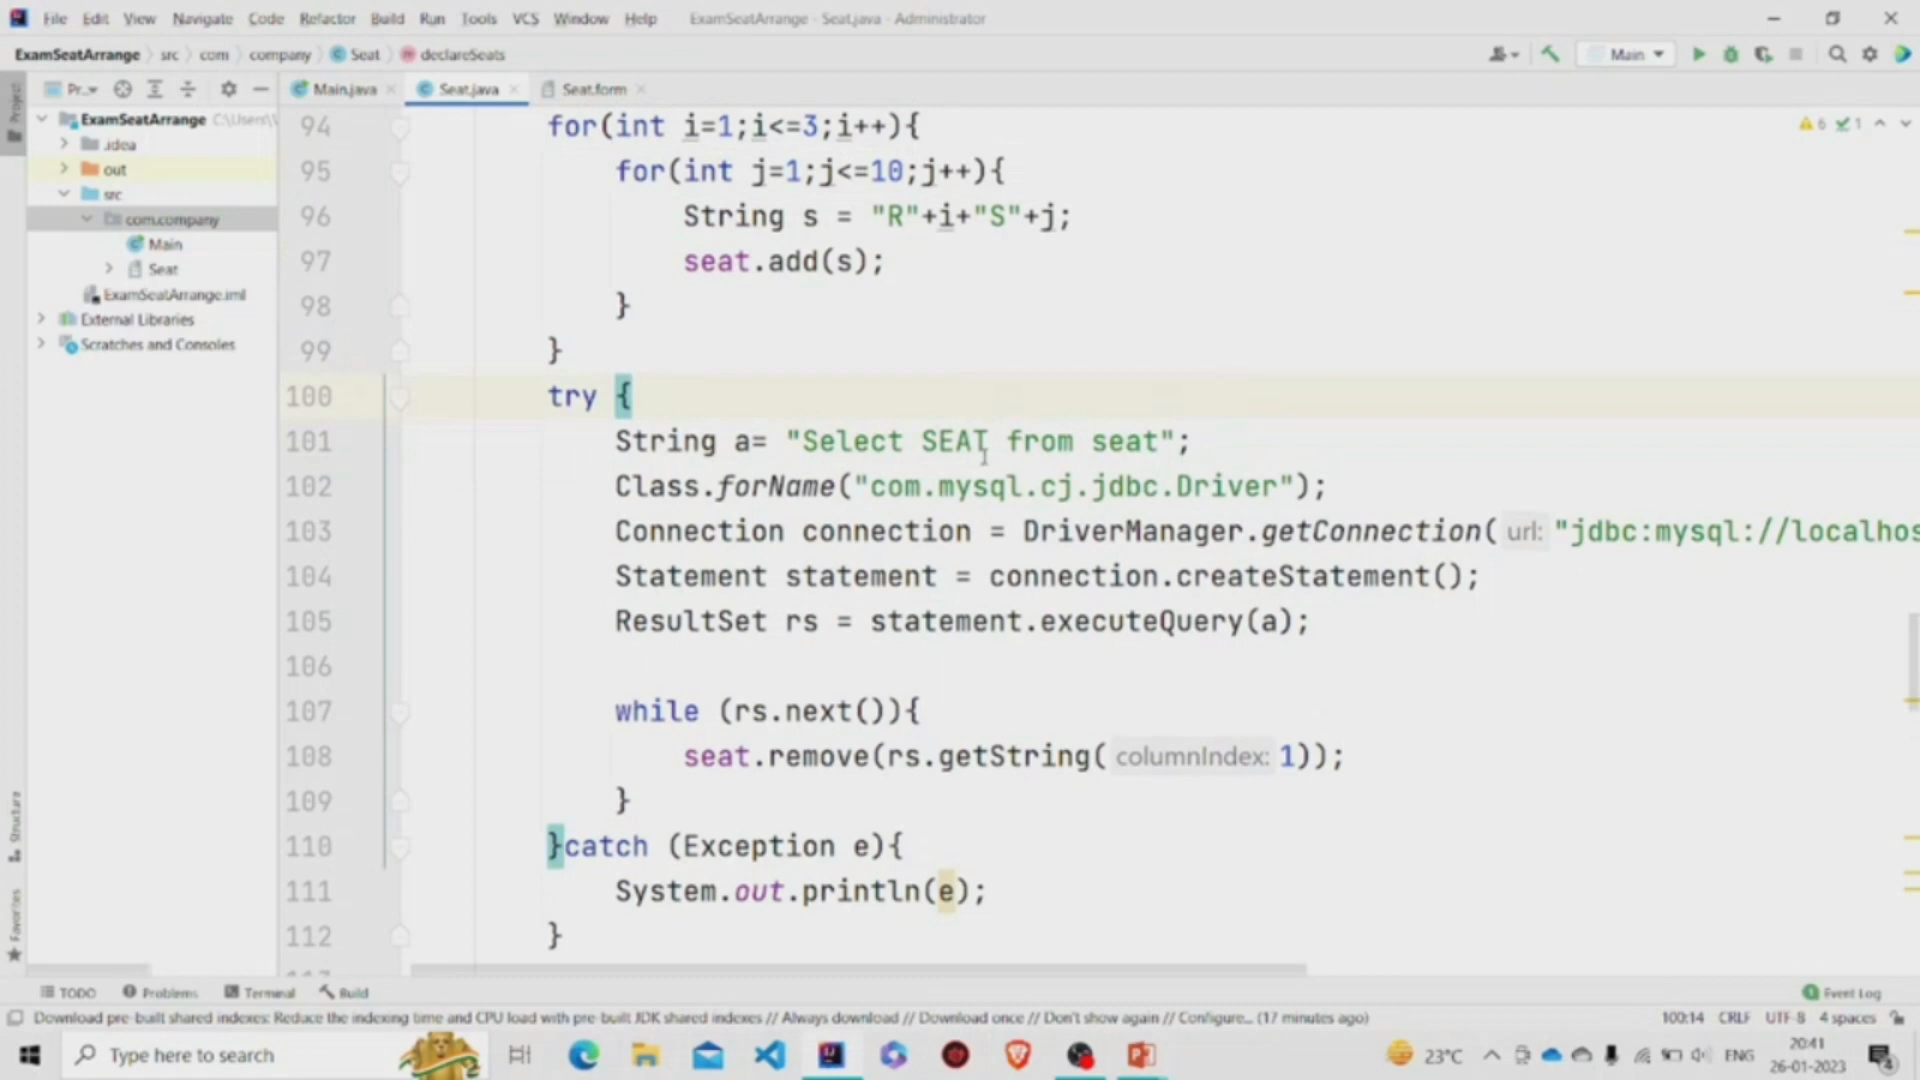 File Edit View Navigate Code Refactor Build Run Tools VCS Window Help ExamSeatArrange - Seat.java - Administrator
ExamSeatArrange src com company Seat declareSeats Main
Project Pr... Main.java Seat.java Seat.form
ExamSeatArrange C:\Users\
.idea
out
src
com.company
Main
Seat
ExamSeatArrange.iml
External Libraries
Scratches and Consoles
Structure
Favorites
6 1
94 for(int i=1;i<=3;i++){
95 for(int j=1;j<=10;j++){
96 String s = "R"+i+"S"+j;
97 seat.add(s);
98 }
99 }
100 try {
101 String a= "Select SEAT from seat";
102 Class.forName("com.mysql.cj.jdbc.Driver");
103 Connection connection = DriverManager.getConnection( url: "jdbc:mysql://localhos
104 Statement statement = connection.createStatement();
105 ResultSet rs = statement.executeQuery(a);
106
107 while (rs.next()){
108 seat.remove(rs.getString( columnIndex: 1));
109 }
110 }catch (Exception e){
111 System.out.println(e);
112 }
TODO Problems Terminal Build Event Log
Download pre-built shared indexes: Reduce the indexing time and CPU load with pre-built JDK shared indexes // Always download // Download once // Don't show again // Configure... (17 minutes ago) 100:14 CRLF UTF-8 4 spaces
Type here to search 23°C ENG 20:41
26-01-2023 4